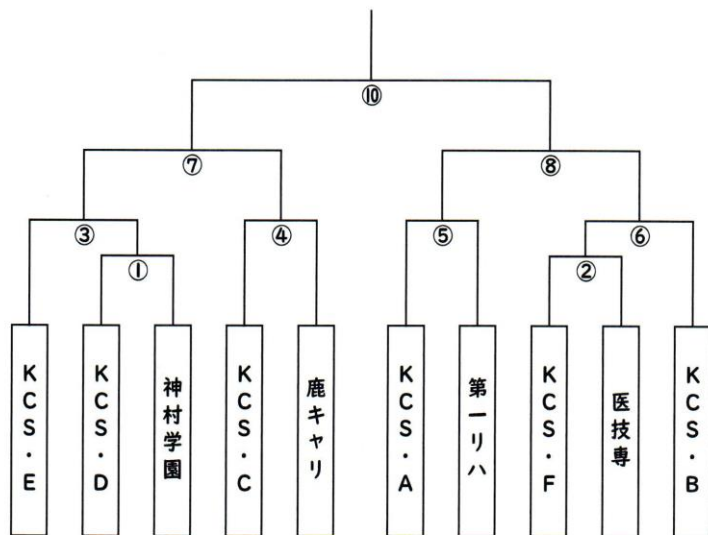 ⑩
⑦
⑧
③
④
⑤
⑥
①
②
KCS・E
KCS・D
神村学園
KCS・C
鹿キャリ
KCS・A
第一リハ
KCS・F
医技専
KCS・B